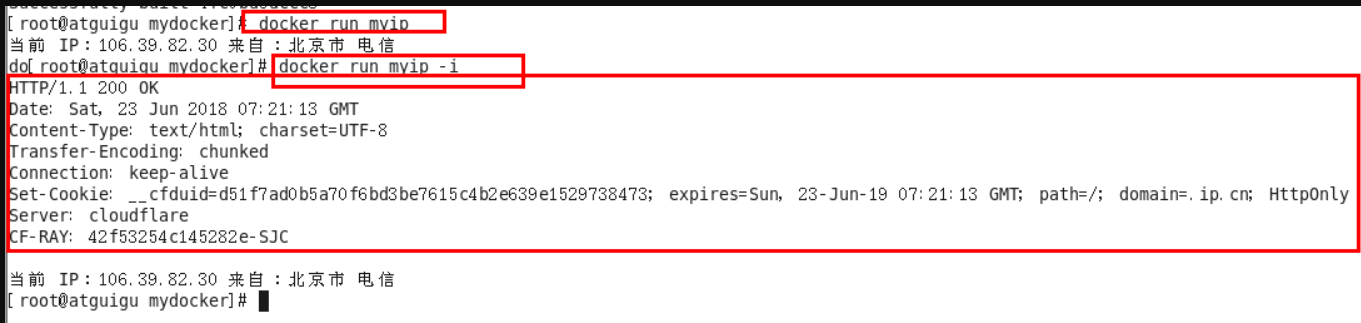 [ root@atguigu mydocker]# docker run myip
当前 IP：106.39.82.30 来自：北京市 电信
do[ root@atguigu mydocker]# docker run myip -i
HTTP/1.1 200 OK
Date: Sat, 23 Jun 2018 07:21:13 GMT
Content-Type: text/html; charset=UTF-8
Transfer-Encoding: chunked
Connection: keep-alive
Set-Cookie: __cfduid=d51f7ad0b5a70f6bd3be7615c4b2e639e1529738473; expires=Sun, 23-Jun-19 07:21:13 GMT; path=/; domain=.ip.cn; HttpOnly
Server: cloudflare
CF-RAY: 42f53254c145282e-SJC
当前 IP：106.39.82.30 来自：北京市 电信
[ root@atguigu mydocker]#